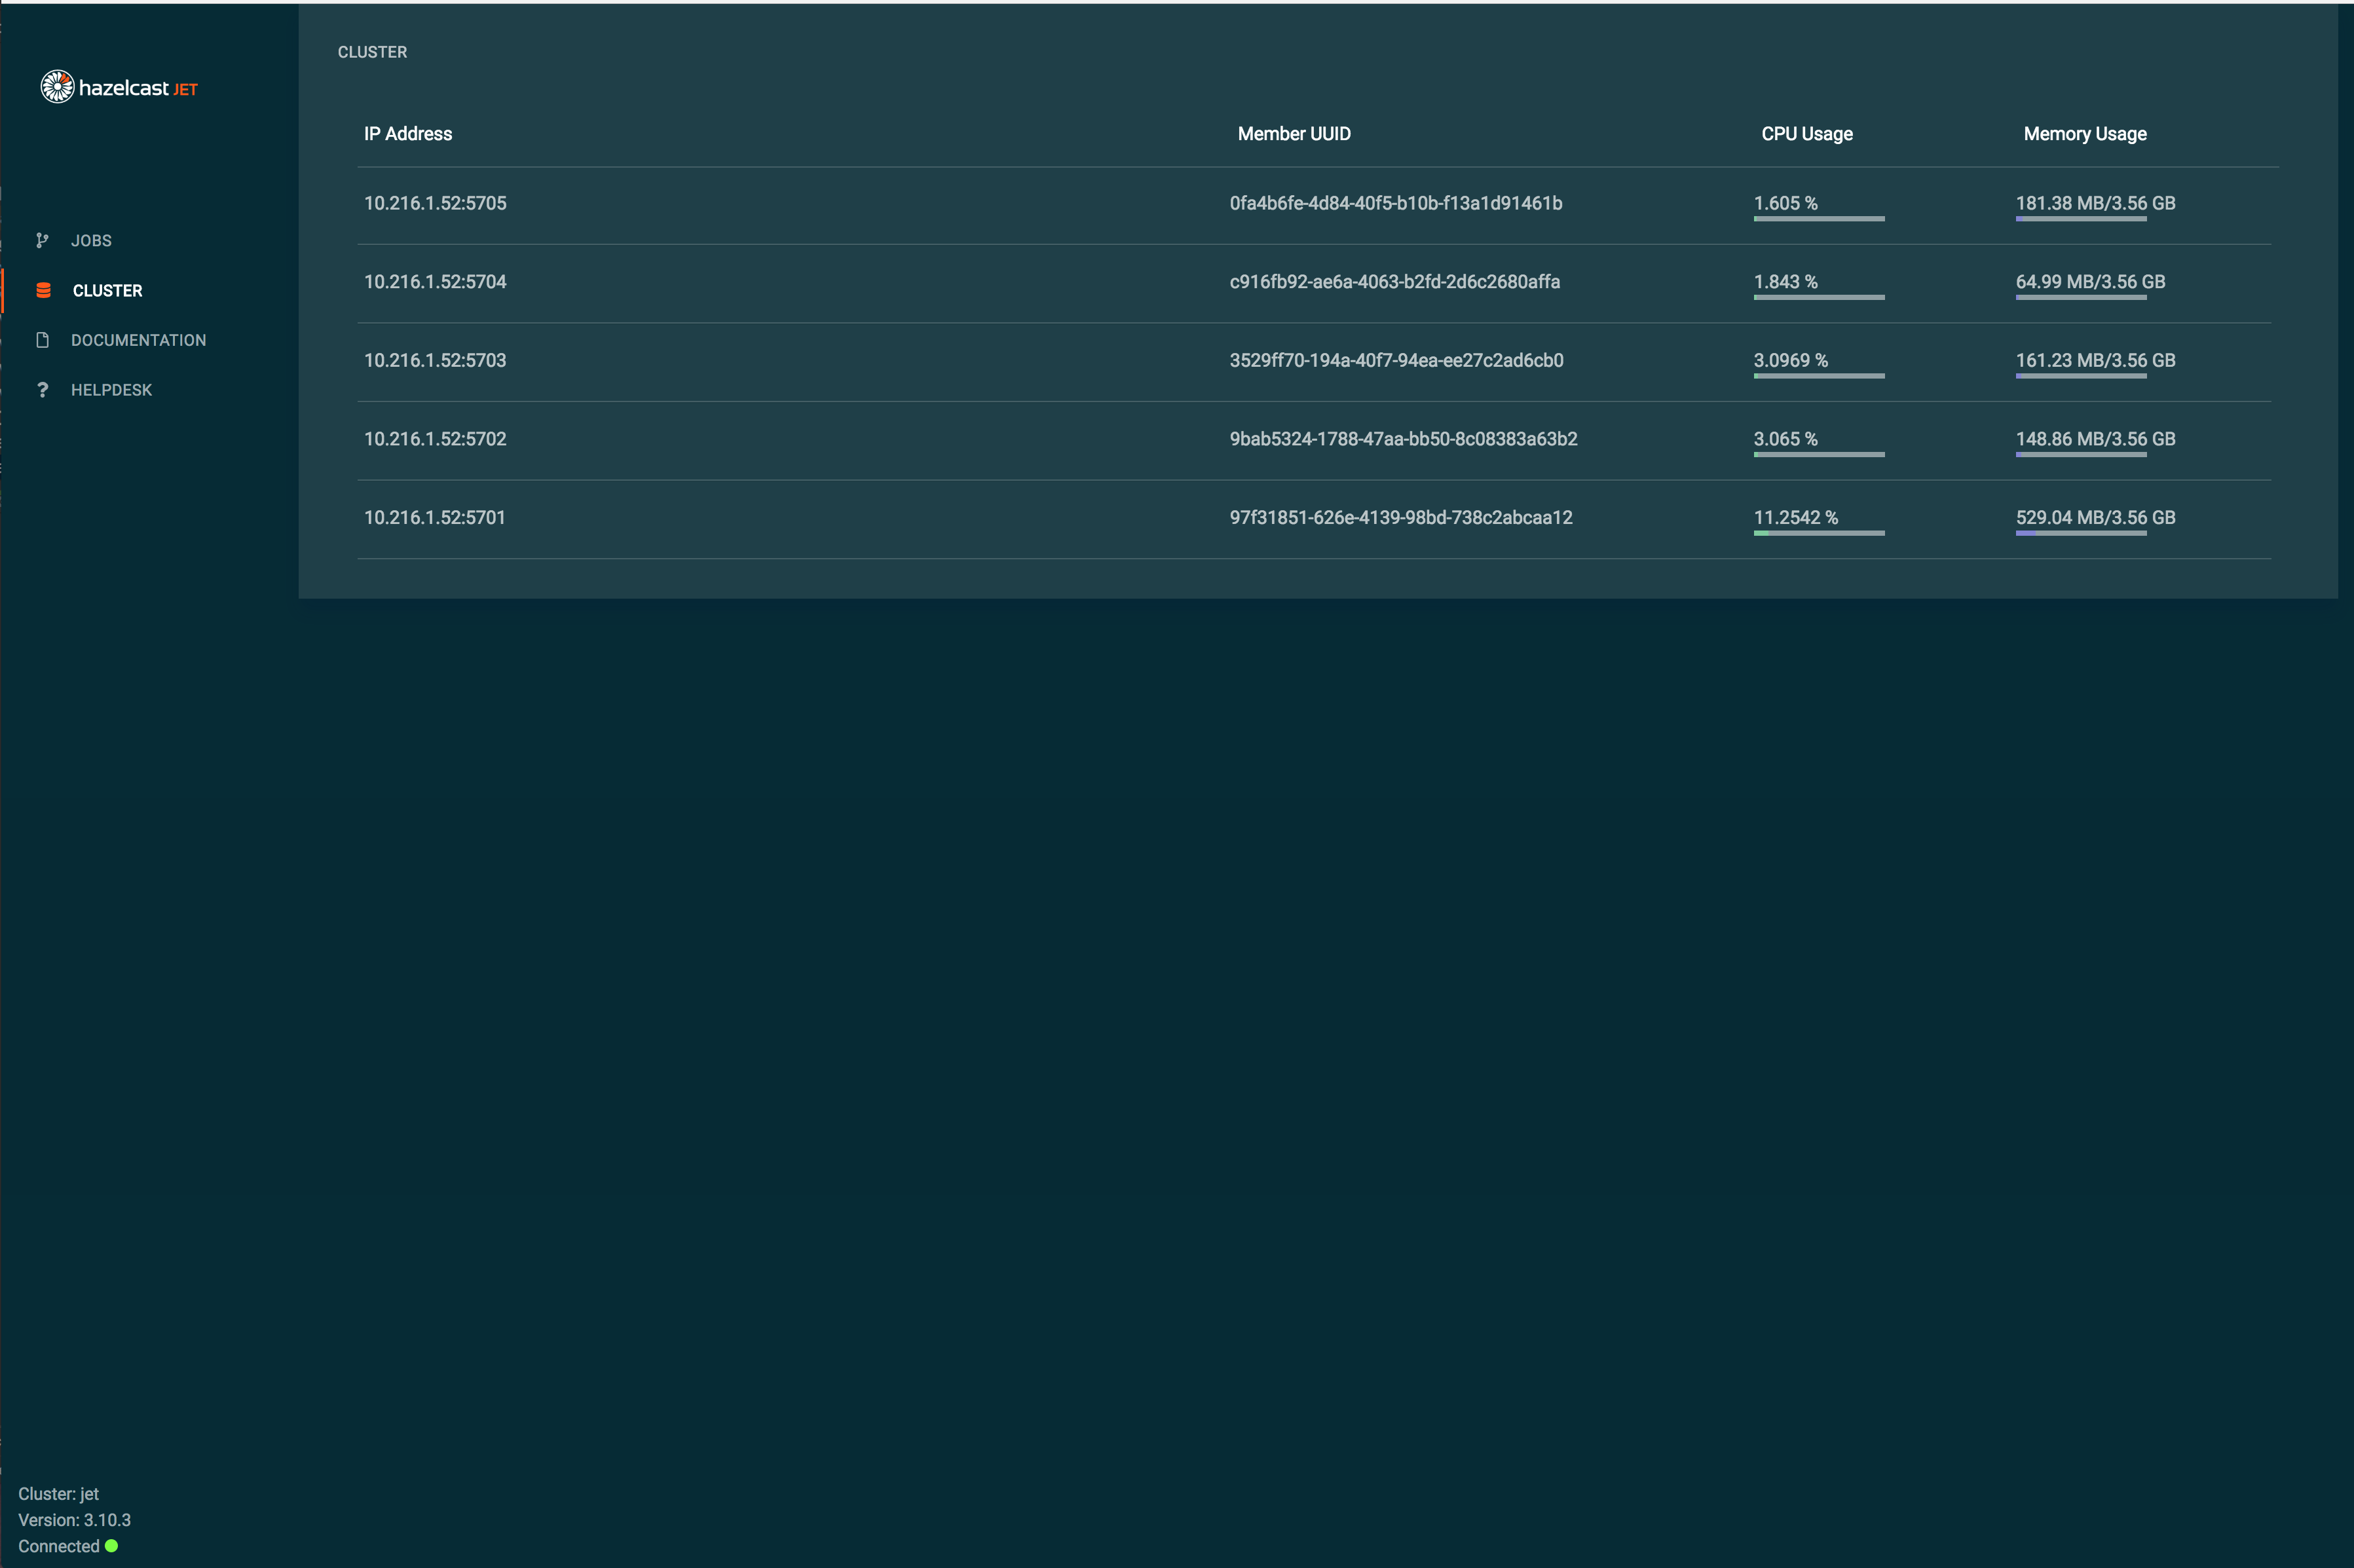 hazelcast JET
JOBS
CLUSTER
DOCUMENTATION
HELPDESK
CLUSTER
IP Address Member UUID CPU Usage Memory Usage
10.216.1.52:5705 0fa4b6fe-4d84-40f5-b10b-f13a1d91461b 1.605 % 181.38 MB/3.56 GB
10.216.1.52:5704 c916fb92-ae6a-4063-b2fd-2d6c2680affa 1.843 % 64.99 MB/3.56 GB
10.216.1.52:5703 3529ff70-194a-40f7-94ea-ee27c2ad6cb0 3.0969 % 161.23 MB/3.56 GB
10.216.1.52:5702 9bab5324-1788-47aa-bb50-8c08383a63b2 3.065 % 148.86 MB/3.56 GB
10.216.1.52:5701 97f31851-626e-4139-98bd-738c2abcaa12 11.2542 % 529.04 MB/3.56 GB
Cluster: jet
Version: 3.10.3
Connected